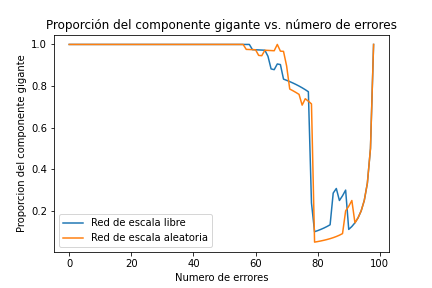 Proporción del componente gigante vs. número de errores
Proporcion del componente gigante
1.0
0.8
0.6
0.4
0.2
Red de escala libre
Red de escala aleatoria
0
20
40
60
80
100
Numero de errores